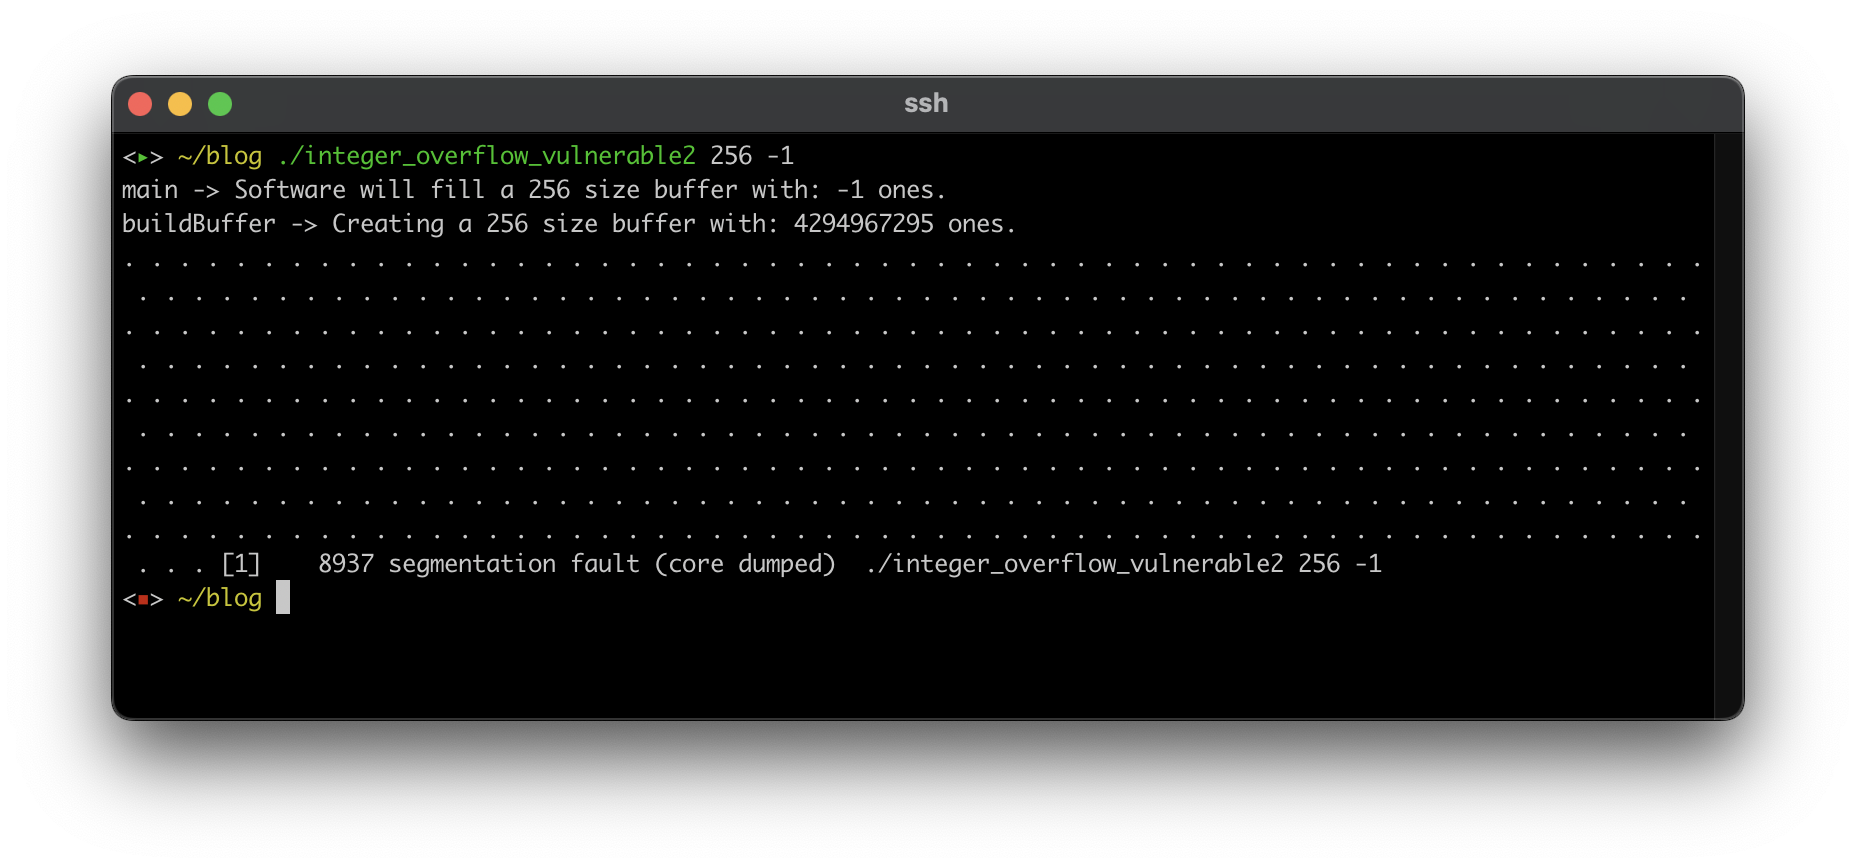 ssh
<▸> ~/blog ./integer_overflow_vulnerable2 256 -1
main -> Software will fill a 256 size buffer with: -1 ones.
buildBuffer -> Creating a 256 size buffer with: 4294967295 ones.
. . . . . . . . . . . . . . . . . . . . . . . . . . . . . . . . . . . . . . . . . . . . . . . . . . . . . . . . .
 . . . . . . . . . . . . . . . . . . . . . . . . . . . . . . . . . . . . . . . . . . . . . . . . . . . . . . . .
. . . . . . . . . . . . . . . . . . . . . . . . . . . . . . . . . . . . . . . . . . . . . . . . . . . . . . . . .
 . . . . . . . . . . . . . . . . . . . . . . . . . . . . . . . . . . . . . . . . . . . . . . . . . . . . . . . .
. . . . . . . . . . . . . . . . . . . . . . . . . . . . . . . . . . . . . . . . . . . . . . . . . . . . . . . . .
 . . . . . . . . . . . . . . . . . . . . . . . . . . . . . . . . . . . . . . . . . . . . . . . . . . . . . . . .
. . . . . . . . . . . . . . . . . . . . . . . . . . . . . . . . . . . . . . . . . . . . . . . . . . . . . . . . .
 . . . . . . . . . . . . . . . . . . . . . . . . . . . . . . . . . . . . . . . . . . . . . . . . . . . . . . . .
. . . . . . . . . . . . . . . . . . . . . . . . . . . . . . . . . . . . . . . . . . . . . . . . . . . . . . . . .
 . . . [1]    8937 segmentation fault (core dumped)  ./integer_overflow_vulnerable2 256 -1
<▪> ~/blog